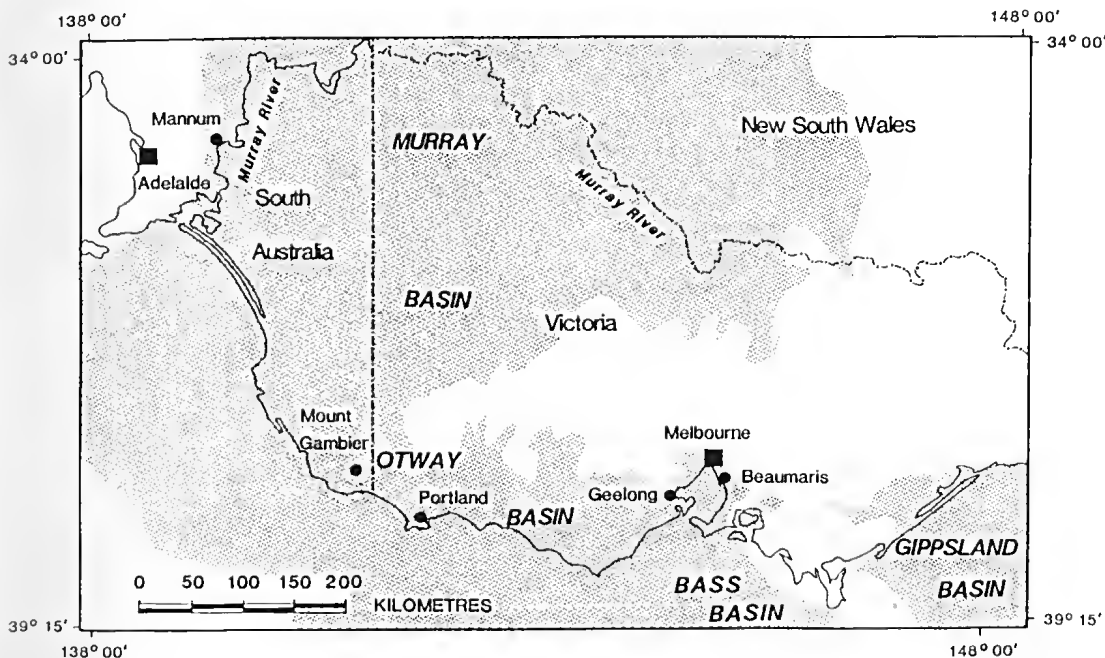 138° 00′
148° 00′
34° 00′
34° 00′
Mannum
Murray River
MURRAY
New South Wales
Adelaide
South
Murray River
Australia
BASIN
Victoria
Mount
Gambier
Melbourne
OTWAY
Beaumaris
Geelong
Portland
BASIN
GIPPSLAND
BASS
BASIN
0 50 100 150 200
KILOMETRES
BASIN
39° 15′
39° 15′
138° 00′
148° 00′